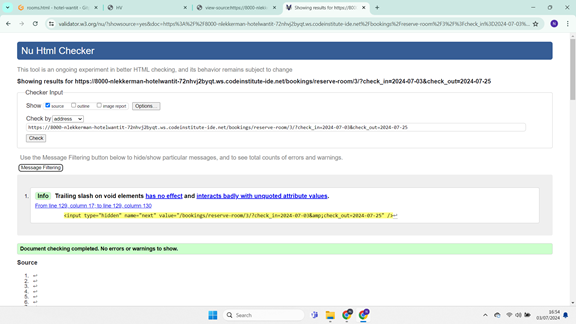 rooms.html - hotel-wantit - Gi
HV
view-source:https://8000-nlekk
Showing results for https://800
validator.w3.org/nu/?showsource=yes&doc=https%3A%2F%2F8000-nlekkerman-hotelwantit-72nhvj2byqt.ws.codeinstitute-ide.net%2Fbookings%2Freserve-room%2F3%2F%3Fcheck_in%3D2024-07-03%...
Nu Html Checker
This tool is an ongoing experiment in better HTML checking, and its behavior remains subject to change
Showing results for https://8000-nlekkerman-hotelwantit-72nhvj2byqt.ws.codeinstitute-ide.net/bookings/reserve-room/3/?check_in=2024-07-03&check_out=2024-07-25
Checker Input
Show source outline image report Options...
Check by address
https://8000-nlekkerman-hotelwantit-72nhvj2byqt.ws.codeinstitute-ide.net/bookings/reserve-room/3/?check_in=2024-07-03&check_out=2024-07-25
Check
Use the Message Filtering button below to hide/show particular messages, and to see total counts of errors and warnings.
Message Filtering
1. Info Trailing slash on void elements has no effect and interacts badly with unquoted attribute values.
From line 129, column 17; to line 129, column 130
<input type="hidden" name="next" value="/bookings/reserve-room/3/?check_in=2024-07-03&amp;check_out=2024-07-25" />↩
Document checking completed. No errors or warnings to show.
Source
1. ↩
2. ↩
3. ↩
4. ↩
5. ↩
6. ↩
Search
16:54
03/07/2024